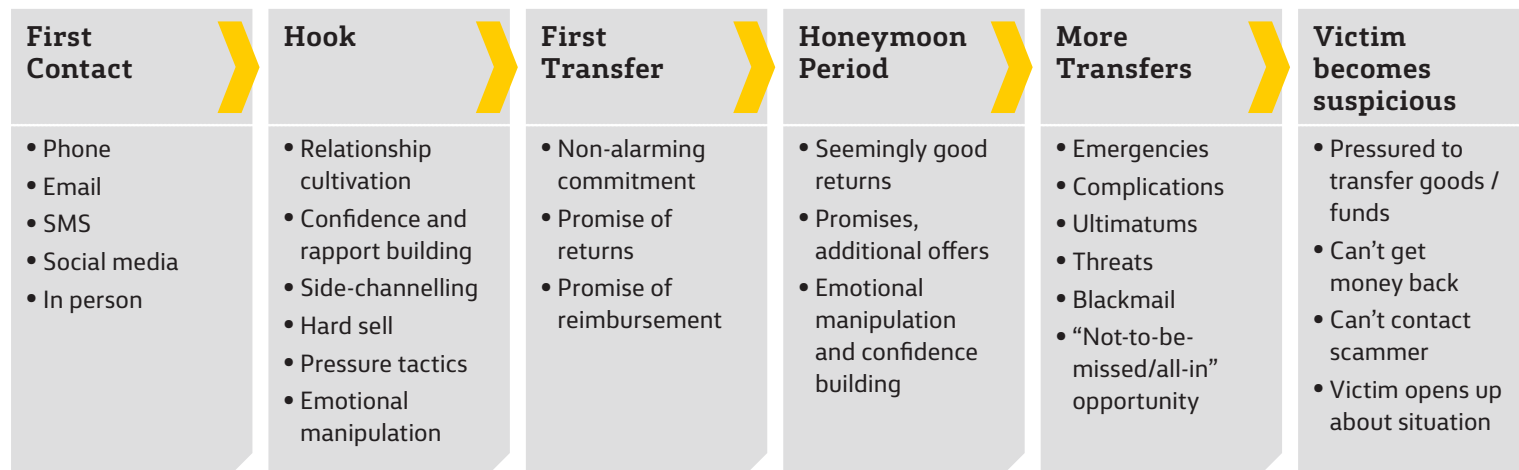 First
Contact
• Phone
• Email
• SMS
• Social media
• In person
Hook
• Relationship
cultivation
• Confidence and
rapport building
• Side-channelling
• Hard sell
• Pressure tactics
• Emotional
manipulation
First
Transfer
• Non-alarming
commitment
• Promise of
returns
• Promise of
reimbursement
Honeymoon
Period
• Seemingly good
returns
• Promises,
additional offers
• Emotional
manipulation
and confidence
building
More
Transfers
• Emergencies
• Complications
• Ultimatums
• Threats
• Blackmail
• “Not-to-be-
missed/all-in”
opportunity
Victim
becomes
suspicious
• Pressured to
transfer goods /
funds
• Can’t get
money back
• Can’t contact
scammer
• Victim opens up
about situation